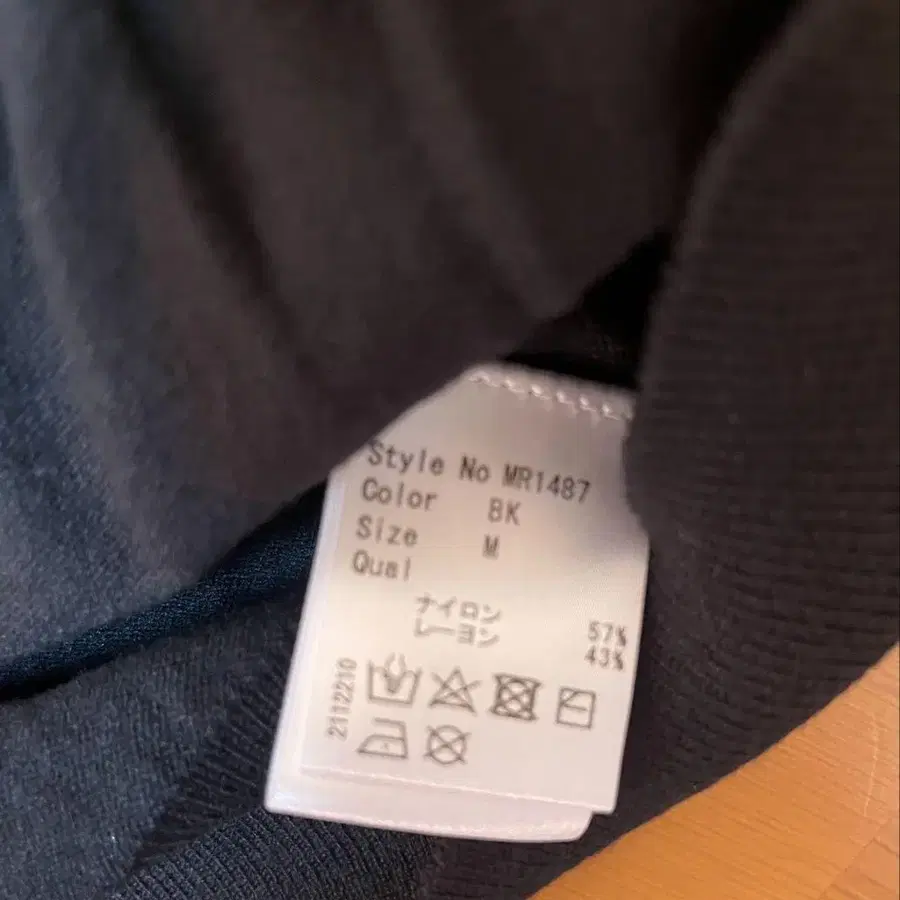 Style No MR1487
Color BK
Size M
Qual
ナイロン 57%
レーヨン 43%
2112210